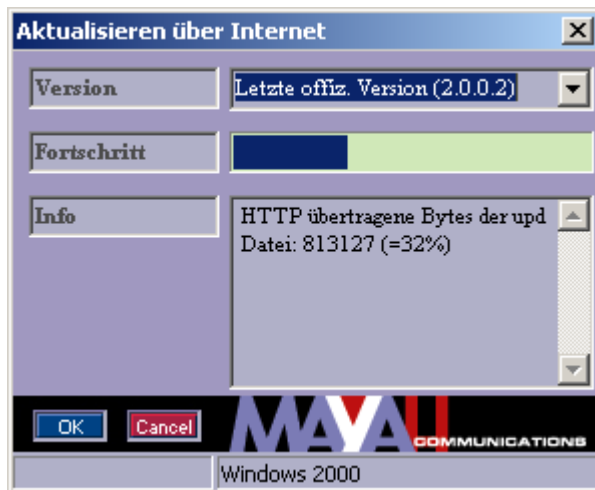 Aktualisieren über Internet
Version
Letzte offiz. Version (2.0.0.2)
Fortschritt
Info
HTTP übertragene Bytes der upd
Datei: 813127 (=32%)
OK
Cancel
MAYAH
COMMUNICATIONS
Windows 2000